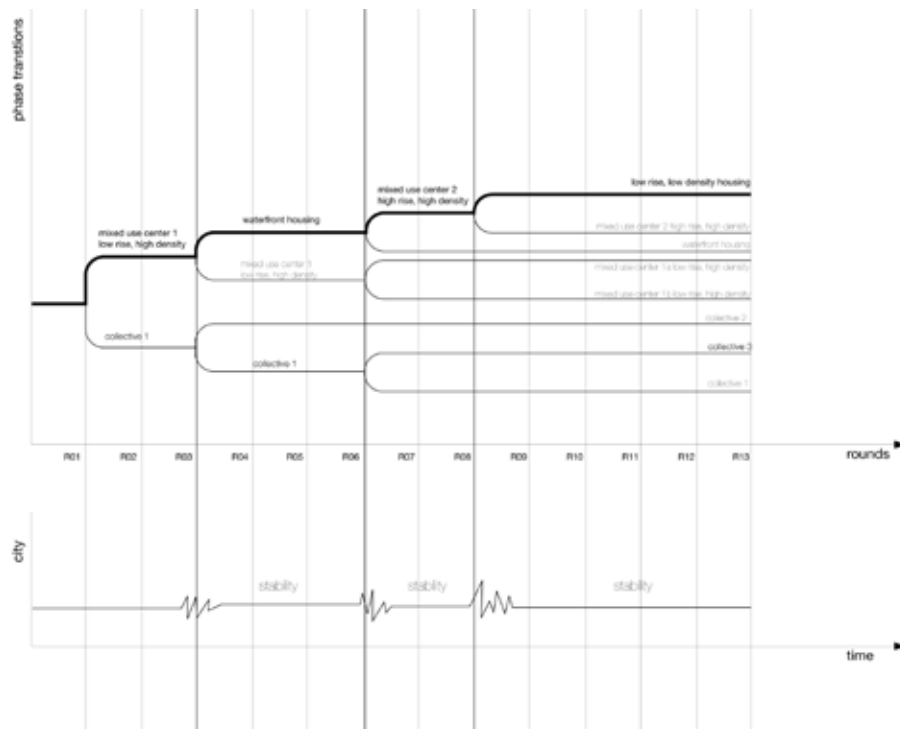 phase transtions
low rise, low density housing
mixed use center 2
high rise, high density
waterfront housing
mixed use center 2 high rise, high density
mixed use center 1
low rise, high density
waterfront housing
mixed use center 1
low rise, high density
mixed use center 1a low rise, high density
mixed use center 1b low rise, high density
collective 2
collective 1
collective 3
collective 1
collective 1
R01 R02 R03 R04 R05 R06 R07 R08 R09 R10 R11 R12 R13
rounds
city
stability stability stability
time